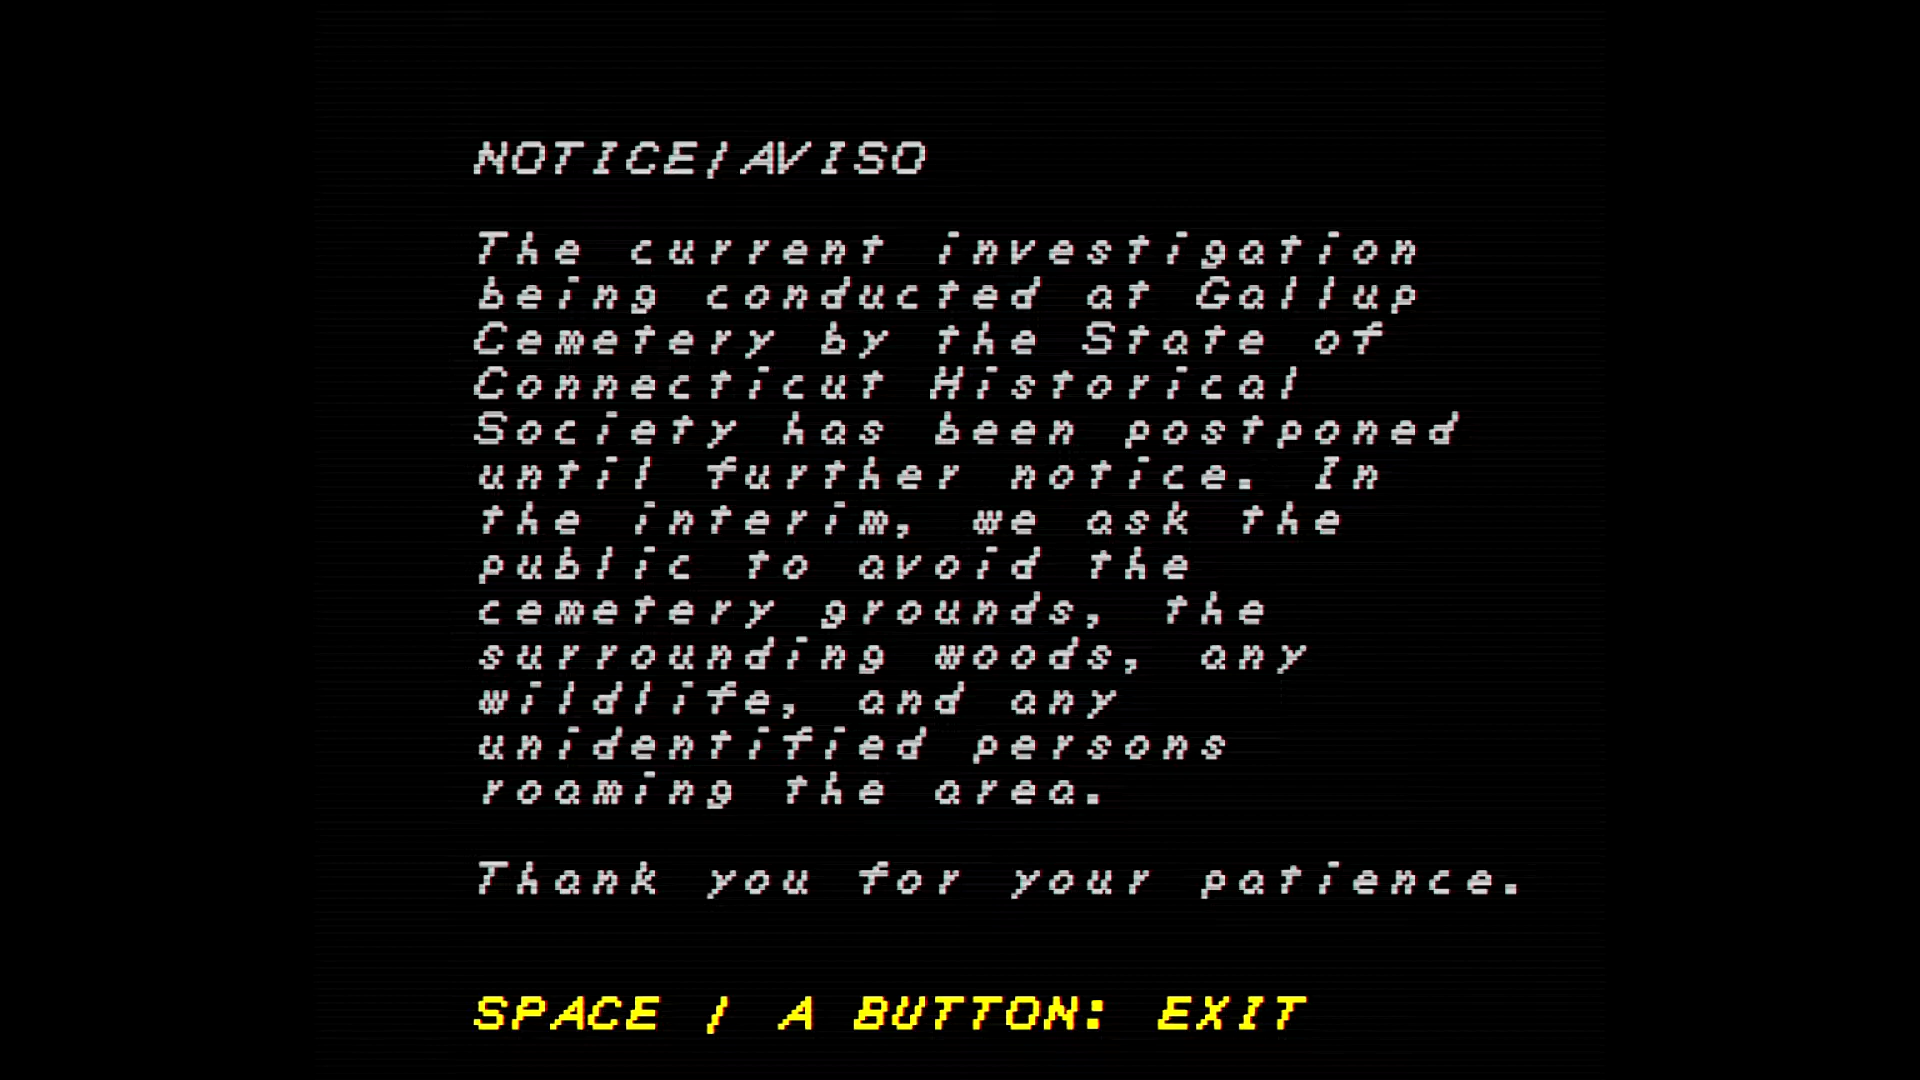 NOTICE/AVISO
The current investigation
being conducted at Gallup
Cemetery by the State of
Connecticut Historical
Society has been postponed
until further notice. In
the interim, we ask the
public to avoid the
cemetery grounds, the
surrounding woods, any
wildlife, and any
unidentified persons
roaming the area.
Thank you for your patience.
SPACE / A BUTTON: EXIT